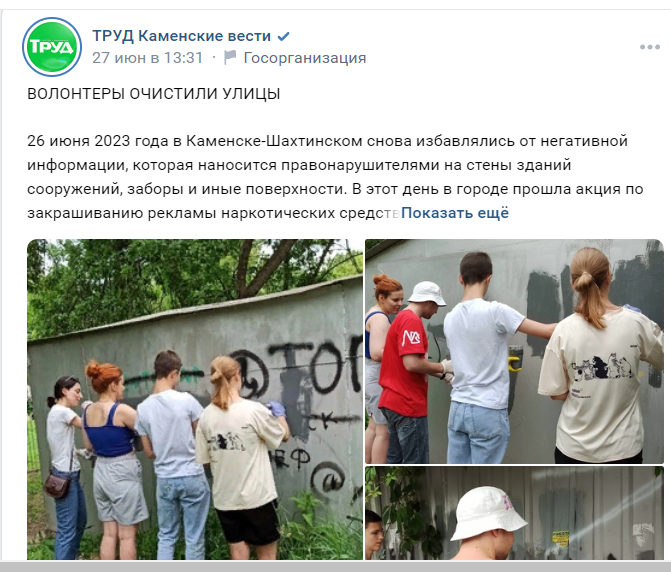 ТРУД
ТРУД Каменские вести
27 июн в 13:31 · Госорганизация
ВОЛОНТЕРЫ ОЧИСТИЛИ УЛИЦЫ
26 июня 2023 года в Каменске-Шахтинском снова избавлялись от негативной
информации, которая наносится правонарушителями на стены зданий
сооружений, заборы и иные поверхности. В этот день в городе прошла акция по
закрашиванию рекламы наркотических средств Показать ещё